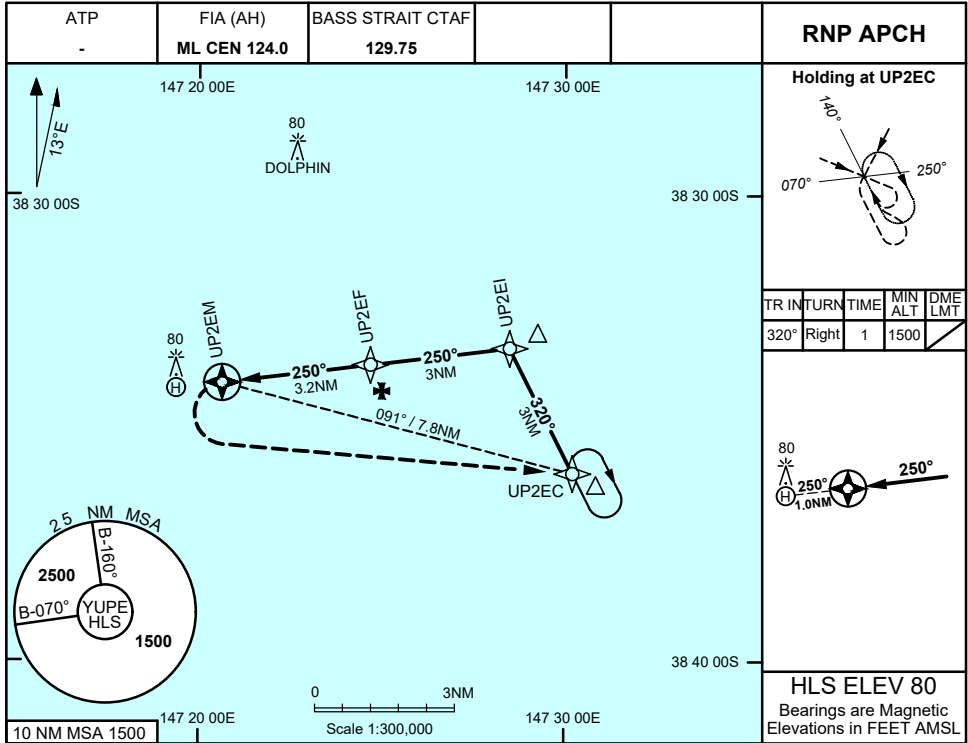 ATP
-
FIA (AH)
ML CEN 124.0
BASS STRAIT CTAF
129.75
RNP APCH
147 20 00E
147 30 00E
13°E
80
DOLPHIN
38 30 00S
38 30 00S
UP2EM
UP2EF
UP2EI
80
H
250°
3.2NM
250°
3NM
320°
3NM
091° / 7.8NM
UP2EC
25 NM MSA
B-160°
2500
B-070°
YUPE
HLS
1500
38 40 00S
0 3NM
Scale 1:300,000
147 20 00E
147 30 00E
10 NM MSA 1500
Holding at UP2EC
140°
070°
250°
TR IN TURN TIME MIN ALT DME LMT
320° Right 1 1500
80
H
250°
1.0NM
250°
HLS ELEV 80
Bearings are Magnetic
Elevations in FEET AMSL